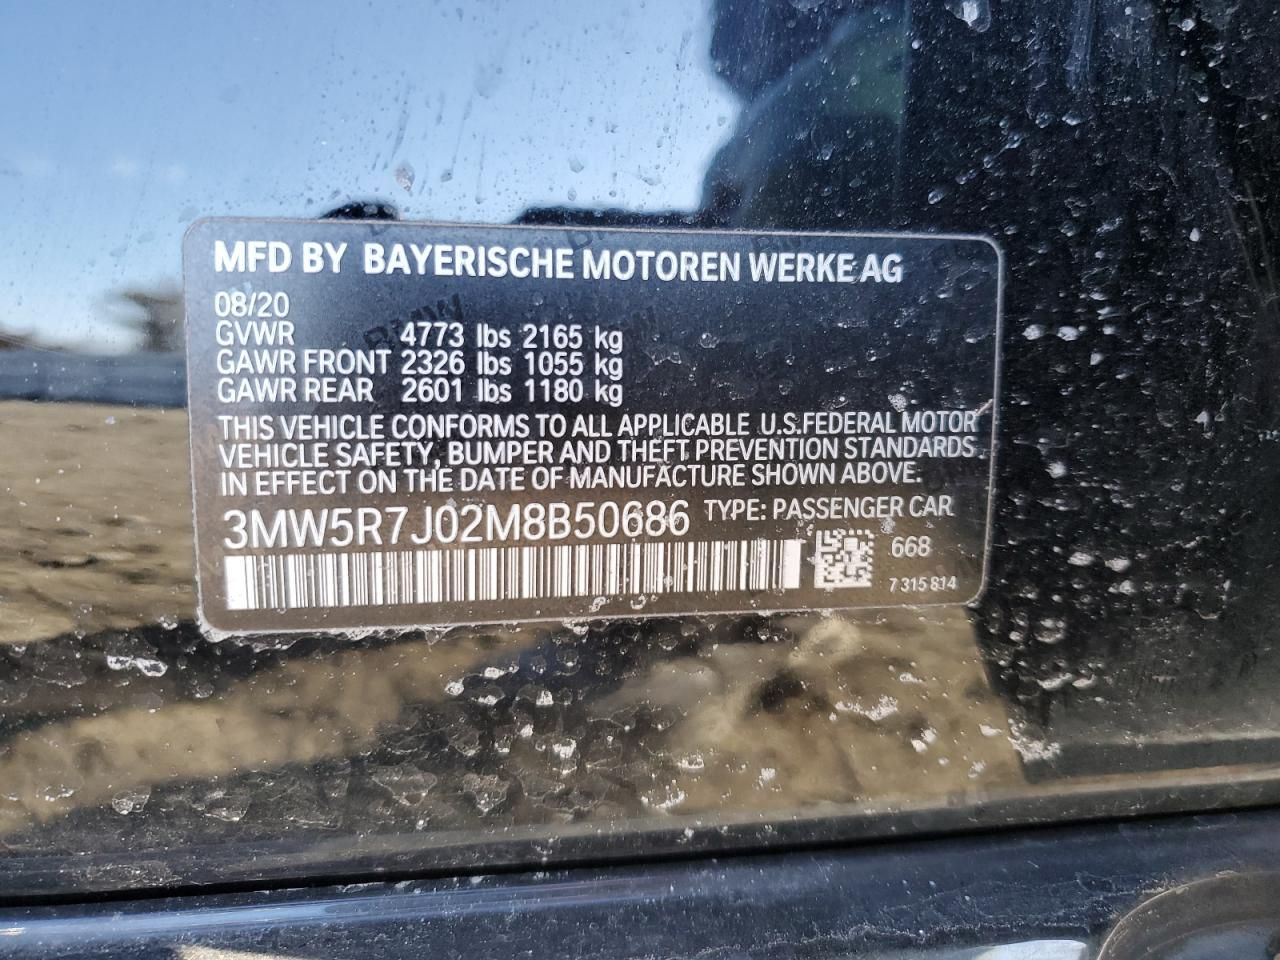 MFD BY BAYERISCHE MOTOREN WERKE AG
08/20
GVWR 4773 lbs 2165 kg
GAWR FRONT 2326 lbs 1055 kg
GAWR REAR 2601 lbs 1180 kg
THIS VEHICLE CONFORMS TO ALL APPLICABLE U.S.FEDERAL MOTOR
VEHICLE SAFETY, BUMPER AND THEFT PREVENTION STANDARDS
IN EFFECT ON THE DATE OF MANUFACTURE SHOWN ABOVE.
3MW5R7J02M8B50686 TYPE: PASSENGER CAR
668
7 315 814